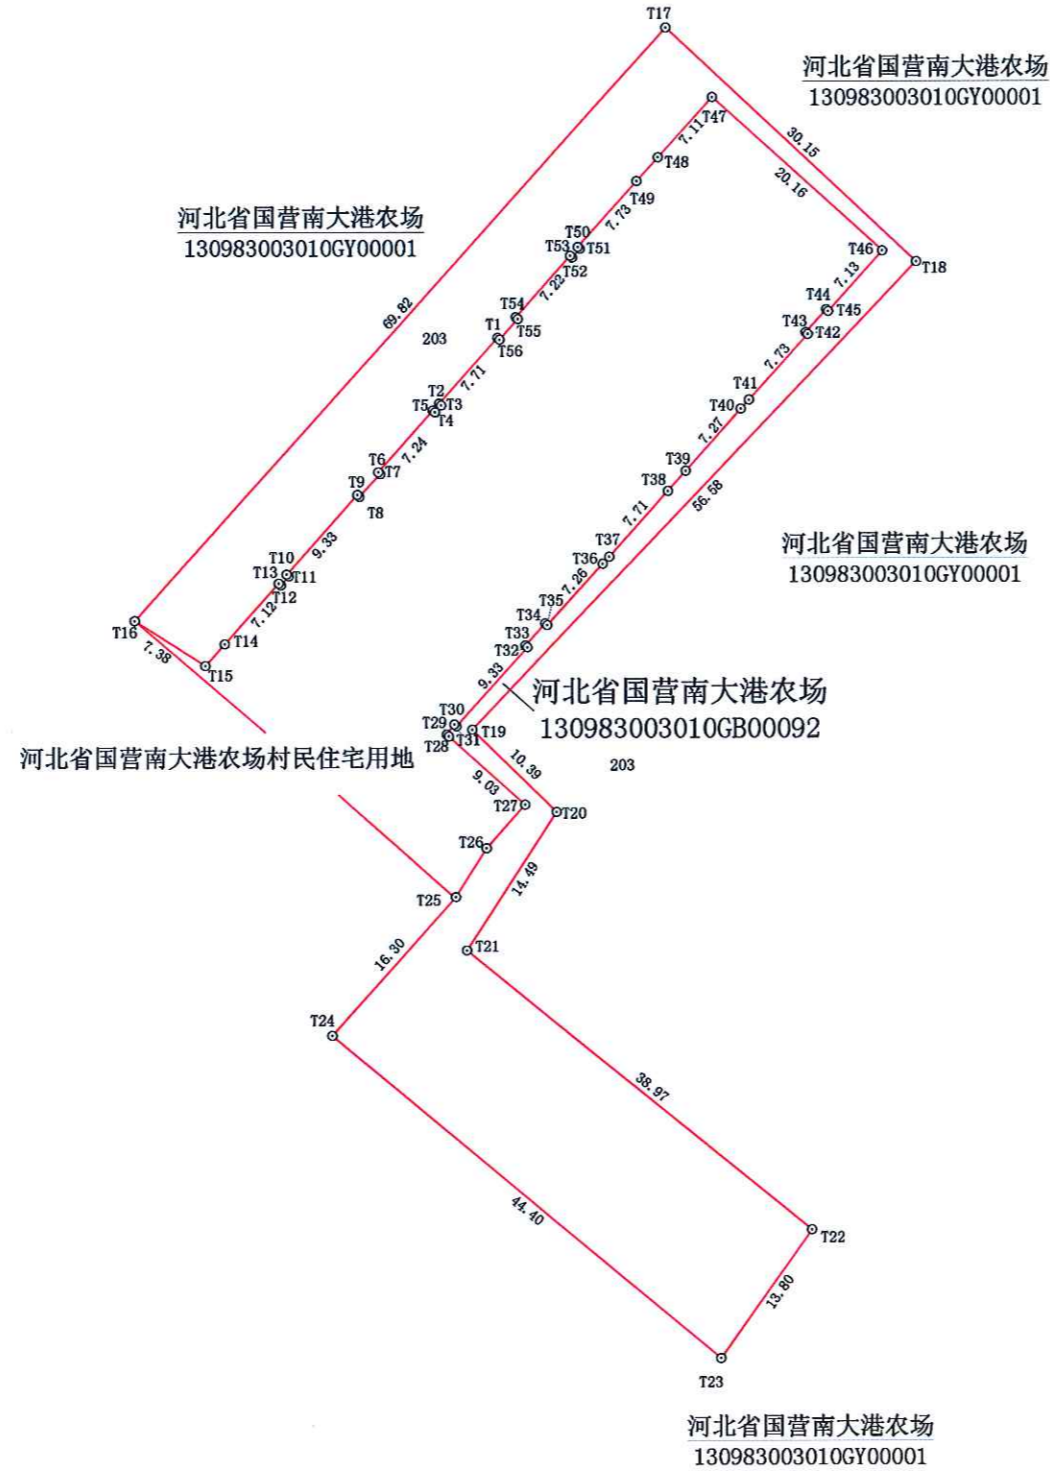 T17
河北省国营南大港农场
130983003010GY00001
T47
30.15
7.11
T48
20.16
T49
河北省国营南大港农场
130983003010GY00001
7.73
T50
T51
T53
T52
T46
T18
7.13
7.22
T44
T45
69.82
T54
T55
T43
T42
203
T1
T56
7.73
7.71
T2
T3
T5
T4
T41
T40
7.24
7.27
T6
T7
T39
T9
T8
T38
56.58
7.71
9.33
T37
T36
河北省国营南大港农场
130983003010GY00001
T10
T11
T13
T12
7.26
7.12
T35
T34
T16
T14
T33
T32
7.38
T15
9.33
河北省国营南大港农场
130983003010GB00092
T30
T29
T31
T28
T19
河北省国营南大港农场村民住宅用地
10.39
203
9.03
T27
T20
T26
14.49
T25
16.30
T21
T24
38.97
44.40
T22
13.80
T23
河北省国营南大港农场
130983003010GY00001